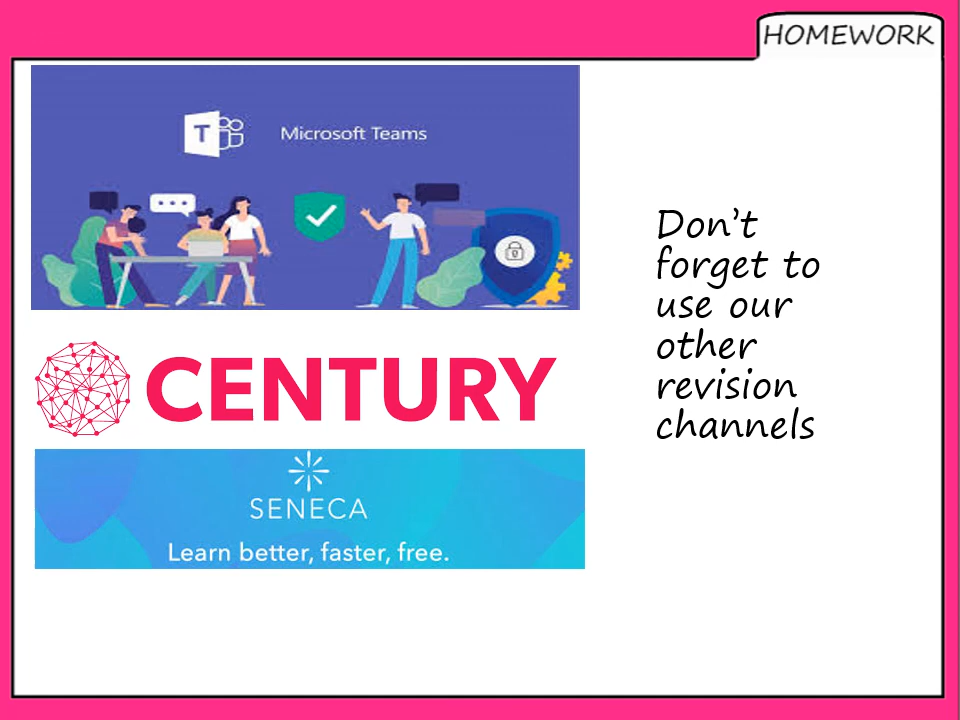 HOMEWORK
T
Microsoft Teams
Don't
forget to
use our
other
revision
channels
CENTURY
SENECA
Learn better, faster, free.